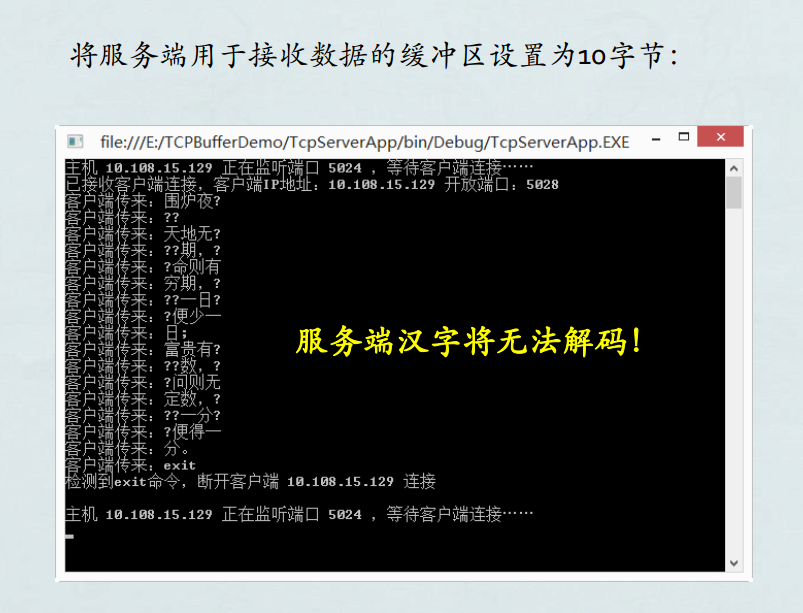 将服务端用于接收数据的缓冲区设置为10字节：
file:///E:/TCPBufferDemo/TcpServerApp/bin/Debug/TcpServerApp.EXE
主机 10.108.15.129 正在监听端口 5024 ，等待客户端连接……
已接收客户端连接，客户端IP地址：10.108.15.129 开放端口：5028
客户端传来：围炉夜?
客户端传来：??
客户端传来：天地无?
客户端传来：??期，?
客户端传来：?命则有
客户端传来：穷期，?
客户端传来：??一日?
客户端传来：?便少一
客户端传来：日；
客户端传来：富贵有?
客户端传来：??数，?
客户端传来：?问则无
客户端传来：定数，?
客户端传来：??一分?
客户端传来：?便得一
客户端传来：分。
客户端传来：exit
检测到exit命令，断开客户端 10.108.15.129 连接
主机 10.108.15.129 正在监听端口 5024 ，等待客户端连接……
服务端汉字将无法解码！